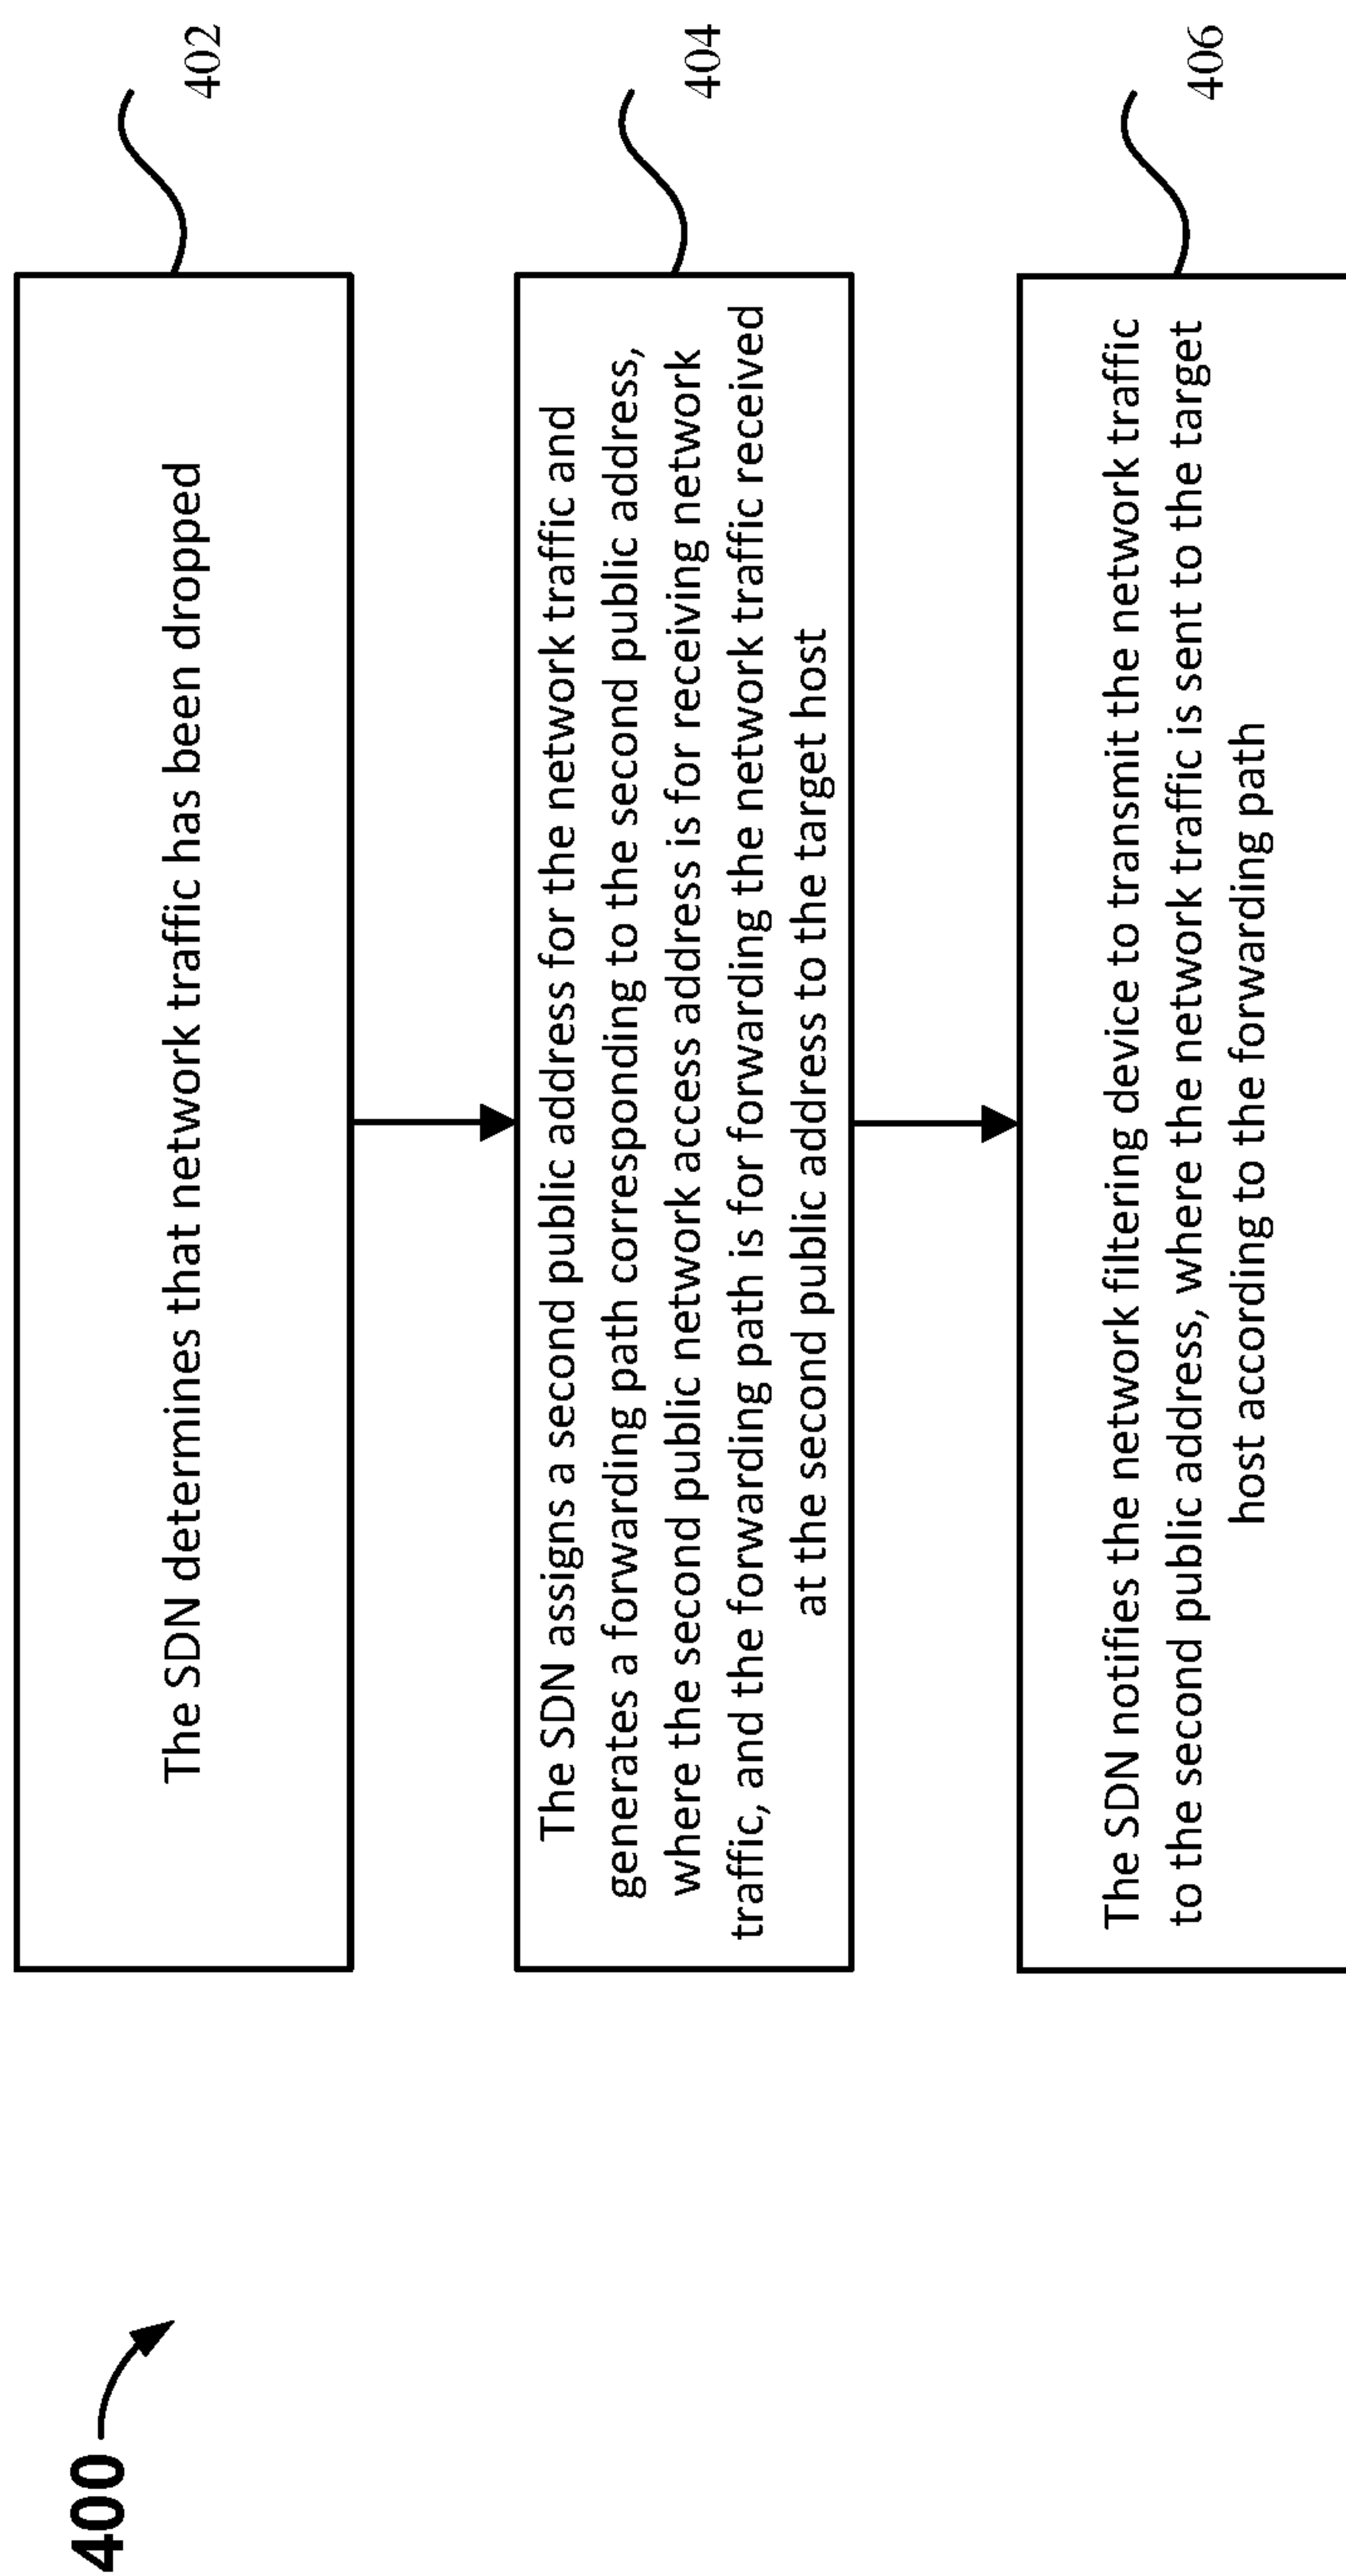 400
402
The SDN determines that network traffic has been dropped
404
The SDN assigns a second public address for the network traffic and
generates a forwarding path corresponding to the second public address,
where the second public network access address is for receiving network
traffic, and the forwarding path is for forwarding the network traffic received
at the second public address to the target host
406
The SDN notifies the network filtering device to transmit the network traffic
to the second public address, where the network traffic is sent to the target
host according to the forwarding path